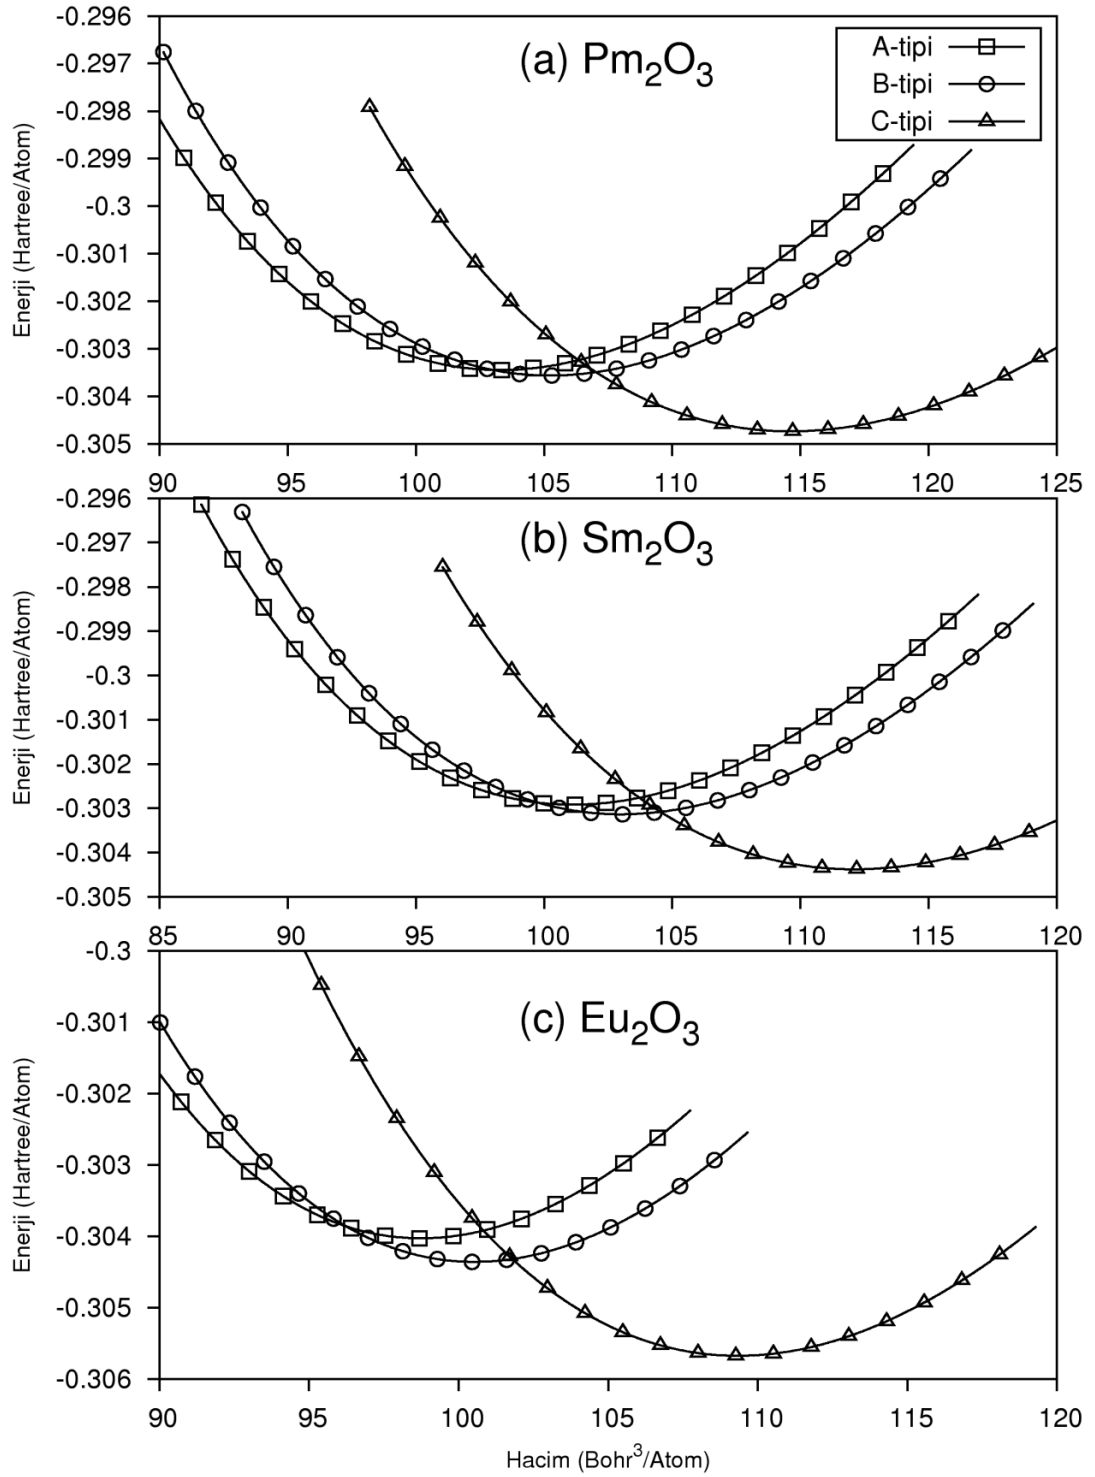 (a) Pm₂O₃
A-tipi
B-tipi
C-tipi
Enerji (Hartree/Atom)
-0.296
-0.297
-0.298
-0.299
-0.3
-0.301
-0.302
-0.303
-0.304
-0.305
90 95 100 105 110 115 120 125
(b) Sm₂O₃
Enerji (Hartree/Atom)
-0.296
-0.297
-0.298
-0.299
-0.3
-0.301
-0.302
-0.303
-0.304
-0.305
85 90 95 100 105 110 115 120
(c) Eu₂O₃
Enerji (Hartree/Atom)
-0.3
-0.301
-0.302
-0.303
-0.304
-0.305
-0.306
90 95 100 105 110 115 120
Hacim (Bohr³/Atom)